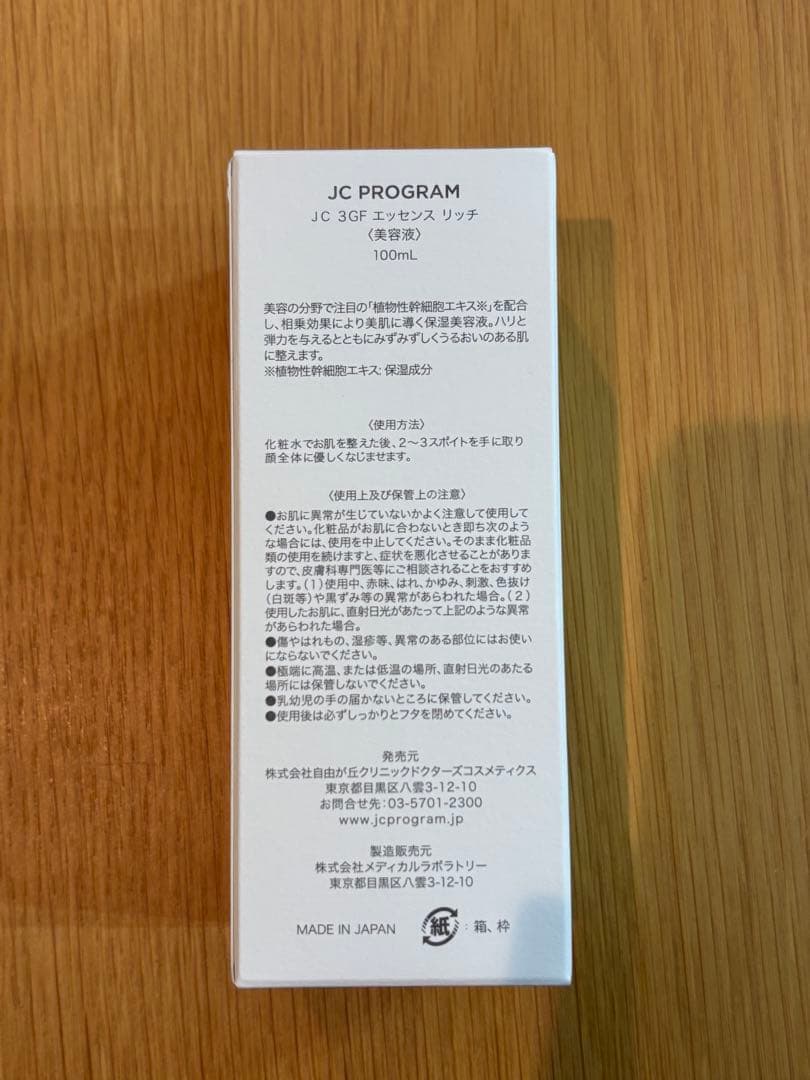 JC PROGRAM
JC 3GF エッセンス リッチ
〈美容液〉
100mL
美容の分野で注目の「植物性幹細胞エキス※」を配合
し、相乗効果により美肌に導く保湿美容液。ハリと
弾力を与えるとともにみずみずしくうるおいのある肌
に整えます。
※植物性幹細胞エキス: 保湿成分
〈使用方法〉
化粧水でお肌を整えた後、2〜3スポイトを手に取り
顔全体に優しくなじませます。
〈使用上及び保管上の注意〉
●お肌に異常が生じていないかよく注意して使用して
ください。化粧品がお肌に合わないとき即ち次のよう
な場合には、使用を中止してください。そのまま化粧品
類の使用を続けますと、症状を悪化させることがありま
すので、皮膚科専門医等にご相談されることをおすすめ
します。(1)使用中、赤味、はれ、かゆみ、刺激、色抜け
(白斑等)や黒ずみ等の異常があらわれた場合。(2)
使用したお肌に、直射日光があたって上記のような異常
があらわれた場合。
●傷やはれもの、湿疹等、異常のある部位にはお使い
にならないでください。
●極端に高温、または低温の場所、直射日光のあたる
場所には保管しないでください。
●乳幼児の手の届かないところに保管してください。
●使用後は必ずしっかりとフタを閉めてください。
発売元
株式会社自由が丘クリニックドクターズコスメティクス
東京都目黒区八雲3-12-10
お問合せ先:03-5701-2300
www.jcprogram.jp
製造販売元
株式会社メディカルラボラトリー
東京都目黒区八雲3-12-10
MADE IN JAPAN 紙 : 箱、枠